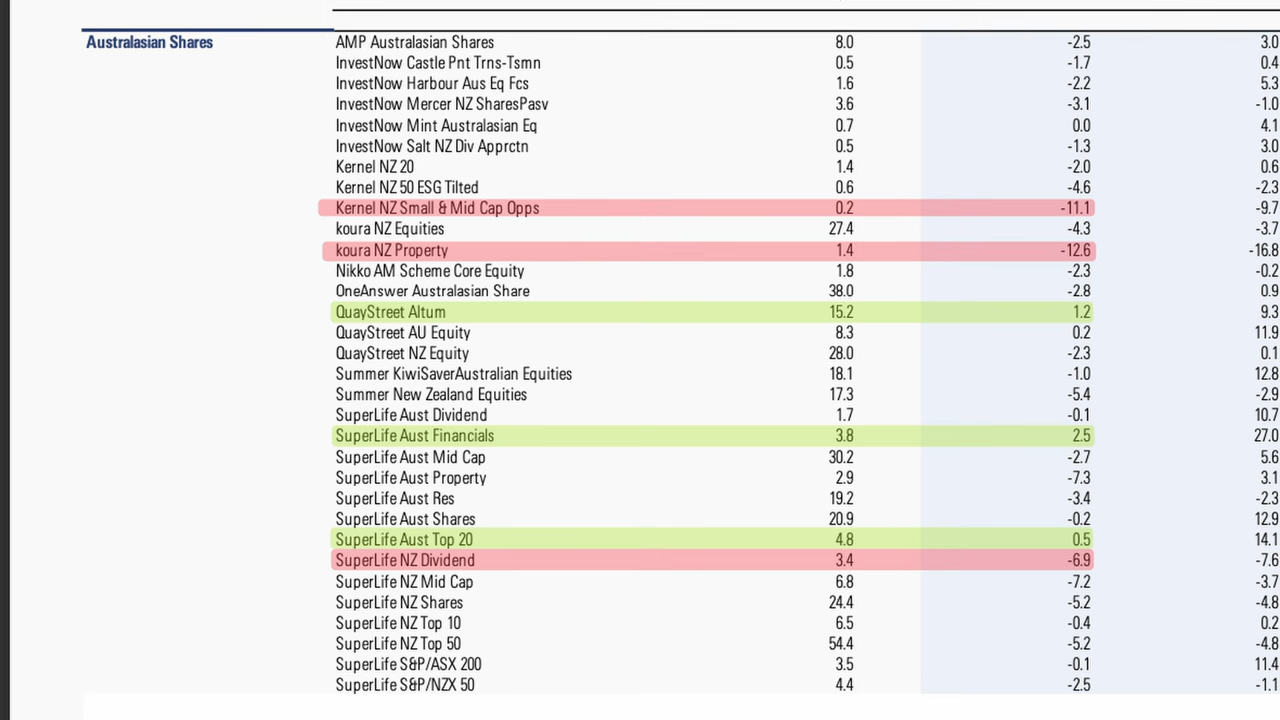 Australasian Shares AMP Australasian Shares 8.0 -2.5 3.0
InvestNow Castle Pnt Trns-Tsmn 0.5 -1.7 0.4
InvestNow Harbour Aus Eq Fcs 1.6 -2.2 5.3
InvestNow Mercer NZ SharesPasv 3.6 -3.1 -1.0
InvestNow Mint Australasian Eq 0.7 0.0 4.1
InvestNow Salt NZ Div Apprctn 0.5 -1.3 3.0
Kernel NZ 20 1.4 -2.0 0.6
Kernel NZ 50 ESG Tilted 0.6 -4.6 -2.3
Kernel NZ Small & Mid Cap Opps 0.2 -11.1 -9.7
koura NZ Equities 27.4 -4.3 -3.7
koura NZ Property 1.4 -12.6 -16.8
Nikko AM Scheme Core Equity 1.8 -2.3 -0.2
OneAnswer Australasian Share 38.0 -2.8 0.9
QuayStreet Altum 15.2 1.2 9.3
QuayStreet AU Equity 8.3 0.2 11.9
QuayStreet NZ Equity 28.0 -2.3 0.1
Summer KiwiSaverAustralian Equities 18.1 -1.0 12.8
Summer New Zealand Equities 17.3 -5.4 -2.9
SuperLife Aust Dividend 1.7 -0.1 10.7
SuperLife Aust Financials 3.8 2.5 27.0
SuperLife Aust Mid Cap 30.2 -2.7 5.6
SuperLife Aust Property 2.9 -7.3 3.1
SuperLife Aust Res 19.2 -3.4 -2.3
SuperLife Aust Shares 20.9 -0.2 12.9
SuperLife Aust Top 20 4.8 0.5 14.1
SuperLife NZ Dividend 3.4 -6.9 -7.6
SuperLife NZ Mid Cap 6.8 -7.2 -3.7
SuperLife NZ Shares 24.4 -5.2 -4.8
SuperLife NZ Top 10 6.5 -0.4 0.2
SuperLife NZ Top 50 54.4 -5.2 -4.8
SuperLife S&P/ASX 200 3.5 -0.1 11.4
SuperLife S&P/NZX 50 4.4 -2.5 -1.1